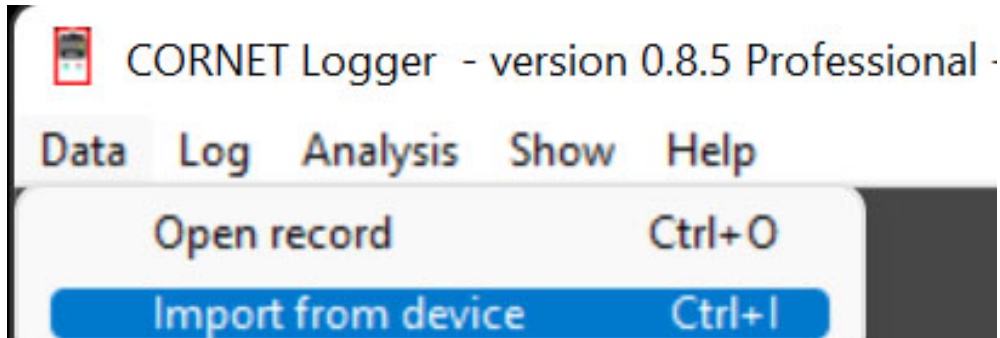 CORNET Logger - version 0.8.5 Professional -
Data Log Analysis Show Help
Open record Ctrl+O
Import from device Ctrl+I